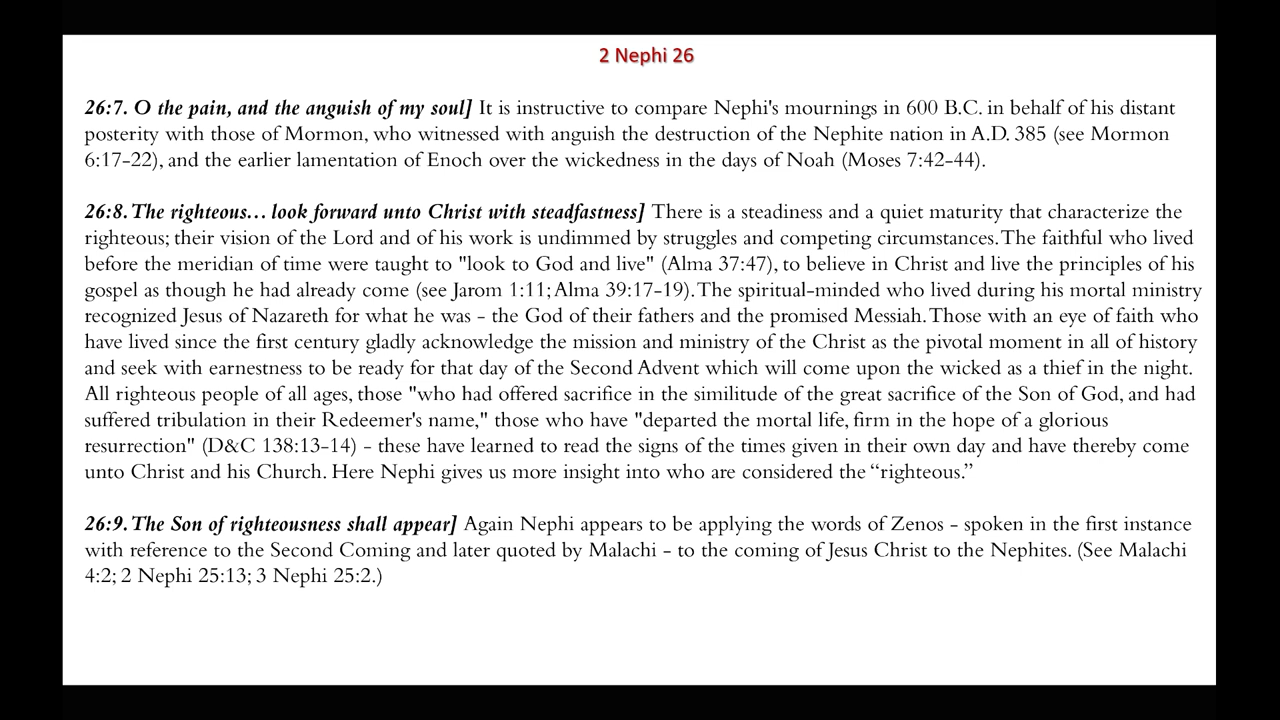 2 Nephi 26
26:7. O the pain, and the anguish of my soul] It is instructive to compare Nephi's mournings in 600 B.C. in behalf of his distant
posterity with those of Mormon, who witnessed with anguish the destruction of the Nephite nation in A.D. 385 (see Mormon
6:17-22), and the earlier lamentation of Enoch over the wickedness in the days of Noah (Moses 7:42-44).
26:8. The righteous… look forward unto Christ with steadfastness] There is a steadiness and a quiet maturity that characterize the
righteous; their vision of the Lord and of his work is undimmed by struggles and competing circumstances. The faithful who lived
before the meridian of time were taught to "look to God and live" (Alma 37:47), to believe in Christ and live the principles of his
gospel as though he had already come (see Jarom 1:11; Alma 39:17-19). The spiritual-minded who lived during his mortal ministry
recognized Jesus of Nazareth for what he was - the God of their fathers and the promised Messiah. Those with an eye of faith who
have lived since the first century gladly acknowledge the mission and ministry of the Christ as the pivotal moment in all of history
and seek with earnestness to be ready for that day of the Second Advent which will come upon the wicked as a thief in the night.
All righteous people of all ages, those "who had offered sacrifice in the similitude of the great sacrifice of the Son of God, and had
suffered tribulation in their Redeemer's name," those who have "departed the mortal life, firm in the hope of a glorious
resurrection" (D&C 138:13-14) - these have learned to read the signs of the times given in their own day and have thereby come
unto Christ and his Church. Here Nephi gives us more insight into who are considered the “righteous.”
26:9. The Son of righteousness shall appear] Again Nephi appears to be applying the words of Zenos - spoken in the first instance
with reference to the Second Coming and later quoted by Malachi - to the coming of Jesus Christ to the Nephites. (See Malachi
4:2; 2 Nephi 25:13; 3 Nephi 25:2.)